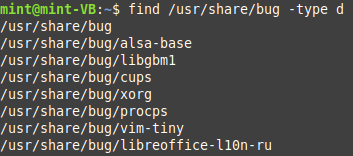 mint@mint-VB:~$ find /usr/share/bug -type d
/usr/share/bug
/usr/share/bug/alsa-base
/usr/share/bug/libgbm1
/usr/share/bug/cups
/usr/share/bug/xorg
/usr/share/bug/procps
/usr/share/bug/vim-tiny
/usr/share/bug/libreoffice-l10n-ru